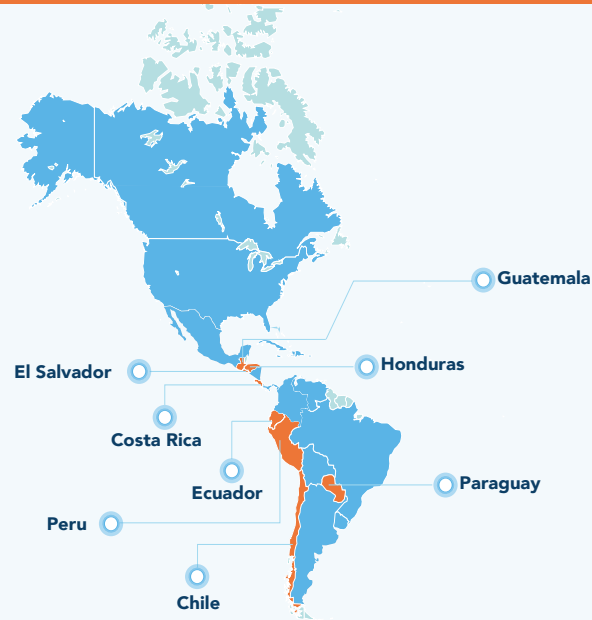 Guatemala
Honduras
El Salvador
Costa Rica
Ecuador
Paraguay
Peru
Chile